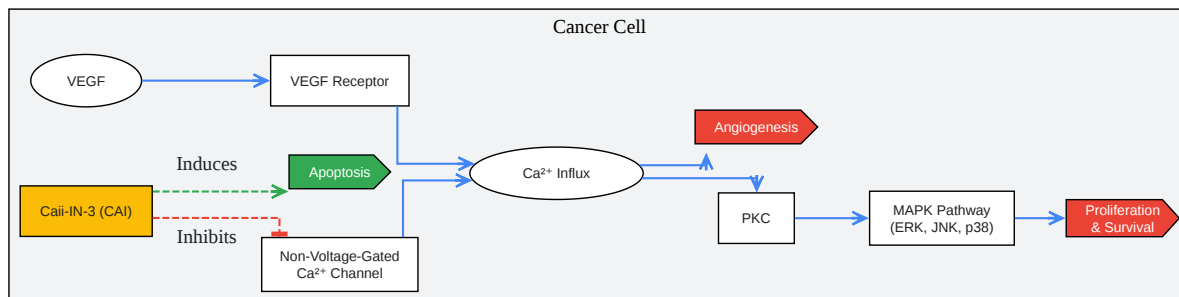 Cancer Cell
VEGF
VEGF Receptor
Angiogenesis
Induces
Apoptosis
Ca²⁺ Influx
Caii-IN-3 (CAI)
Inhibits
Non-Voltage-Gated
Ca²⁺ Channel
PKC
MAPK Pathway
(ERK, JNK, p38)
Proliferation
& Survival